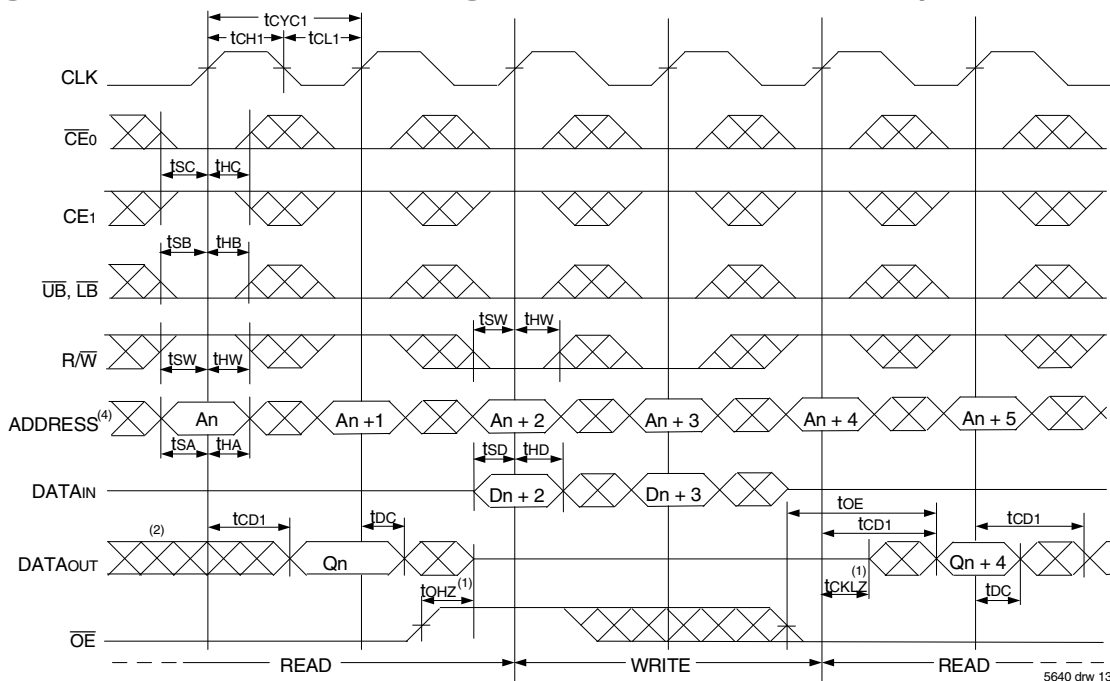 tCYC1
tCH1 tCL1
CLK
CE0
tSC tHC
CE1
tSB tHB
UB, LB
tSW tHW
R/W
tSW tHW
ADDRESS(4) An An +1 An + 2 An + 3 An + 4 An + 5
tSA tHA
tSD tHD
DATAIN Dn + 2 Dn + 3
tOE
(2) tCD1 tDC tCD1 tCD1
DATAOUT Qn Qn + 4
tOHZ(1) tCKLZ(1) tDC
OE
READ WRITE READ
5640 drw 13